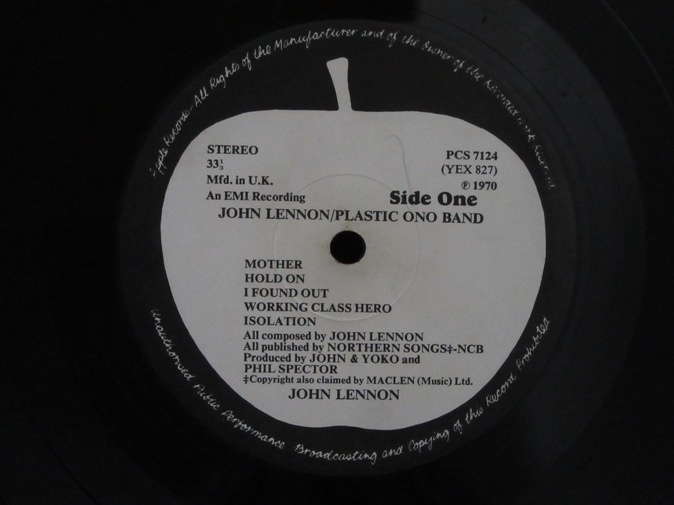 Apple Records-All Rights of the Manufacturer and of the Owner of the Recorded Work
STEREO
33⅓
Mfd. in U.K.
An EMI Recording
PCS 7124
(YEX 827)
℗ 1970
Side One
JOHN LENNON/PLASTIC ONO BAND
MOTHER
HOLD ON
I FOUND OUT
WORKING CLASS HERO
ISOLATION
All composed by JOHN LENNON
All published by NORTHERN SONGS‡-NCB
Produced by JOHN & YOKO and
PHIL SPECTOR
‡Copyright also claimed by MACLEN (Music) Ltd.
JOHN LENNON
Unauthorised Public Performance Broadcasting and Copying of this Record Prohibited